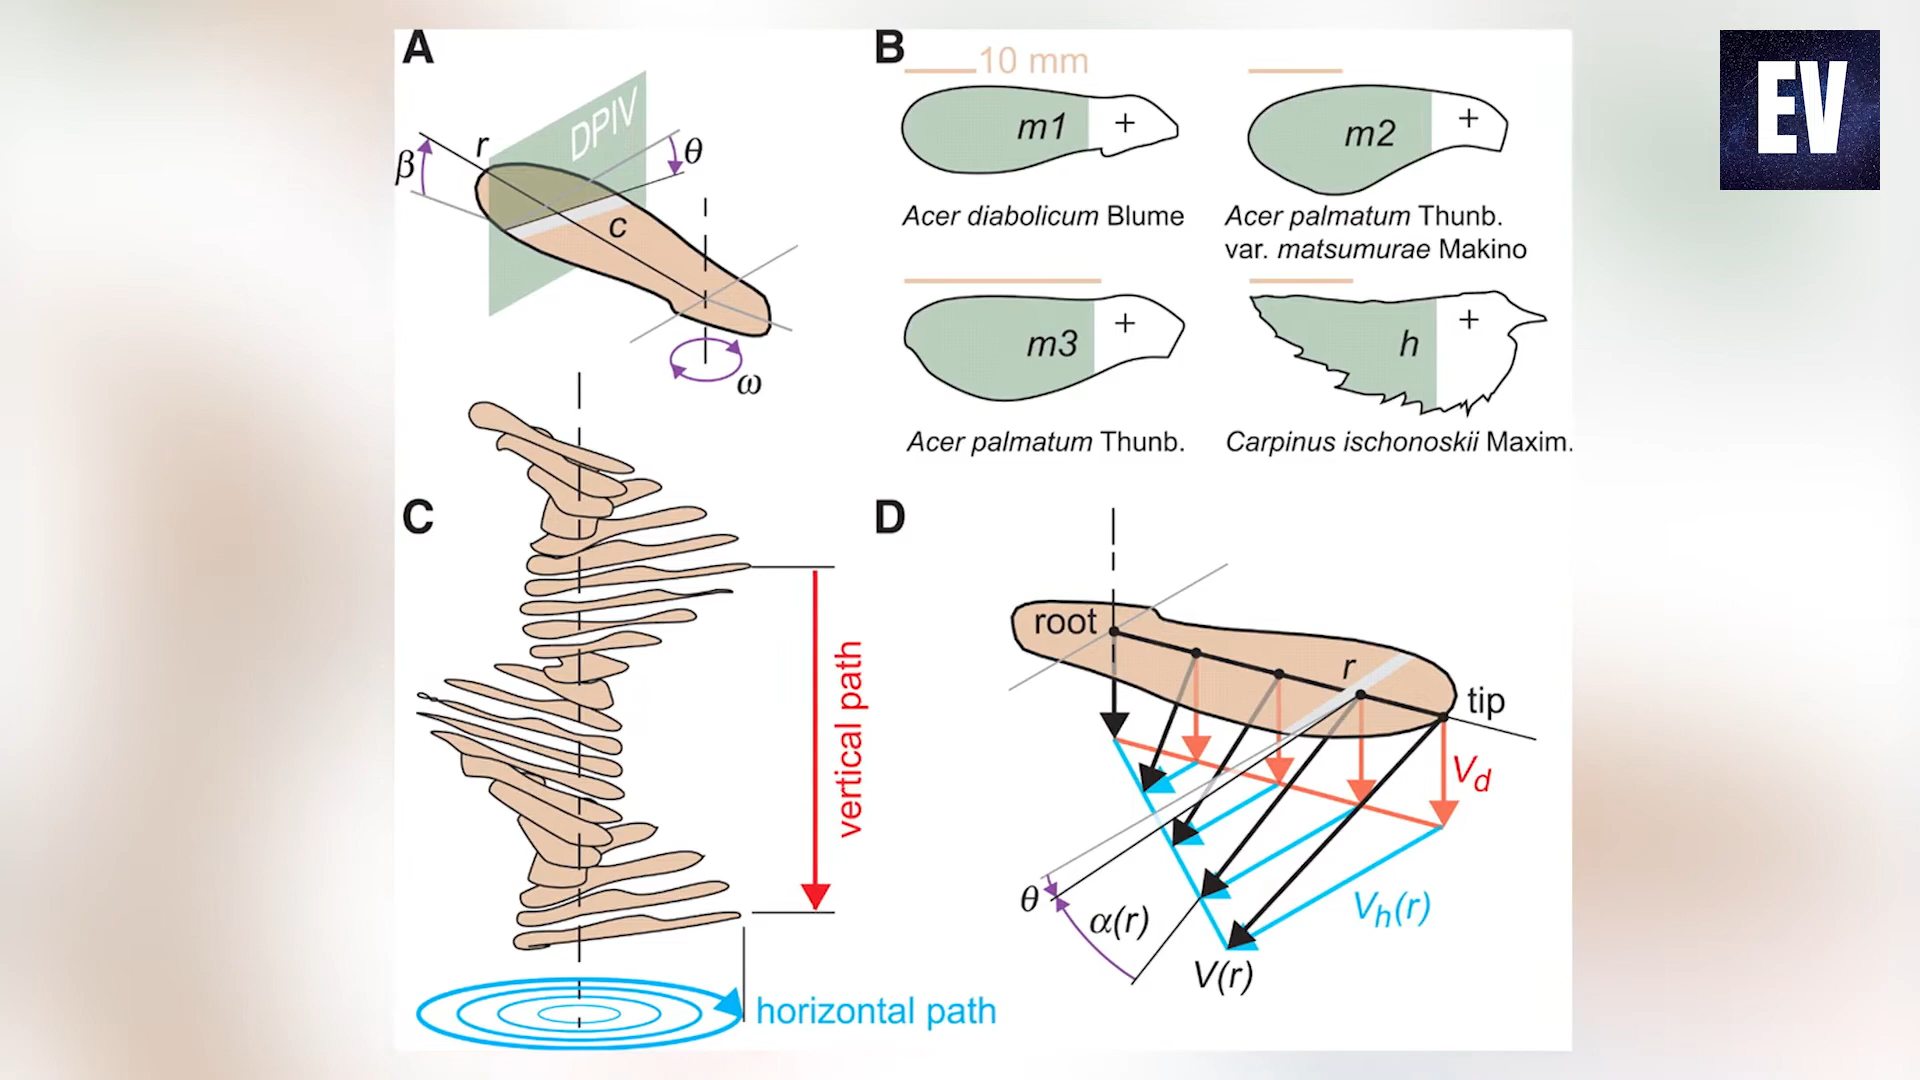 A
DPIV
r
β
θ
c
ω
B
10 mm
m1
m2
Acer diabolicum Blume
Acer palmatum Thunb.
var. matsumurae Makino
m3
h
Acer palmatum Thunb.
Carpinus ischonoskii Maxim.
C
vertical path
horizontal path
D
root
r
tip
Vd
θ
α(r)
Vh(r)
V(r)
EV